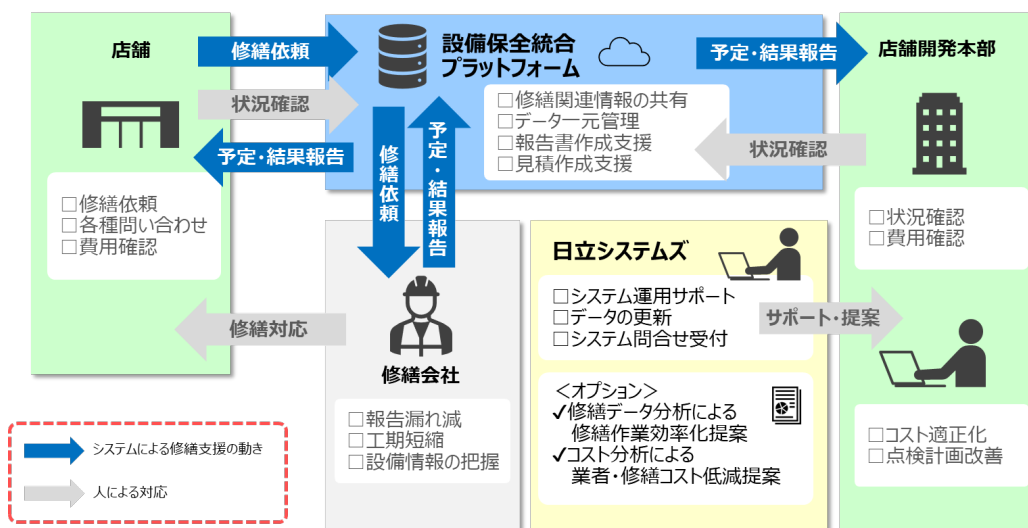 店舗
修繕依頼
状況確認
予定・結果報告
□修繕依頼
□各種問い合わせ
□費用確認
設備保全統合
プラットフォーム
□修繕関連情報の共有
□データ一元管理
□報告書作成支援
□見積作成支援
予定・結果報告
状況確認
店舗開発本部
□状況確認
□費用確認
修繕依頼
予定・結果報告
修繕対応
修繕会社
□報告漏れ減
□工期短縮
□設備情報の把握
日立システムズ
□システム運用サポート
□データの更新
□システム問合せ受付
<オプション>
✓修繕データ分析による
修繕作業効率化提案
✓コスト分析による
業者・修繕コスト低減提案
サポート・提案
□コスト適正化
□点検計画改善
システムによる修繕支援の動き
人による対応